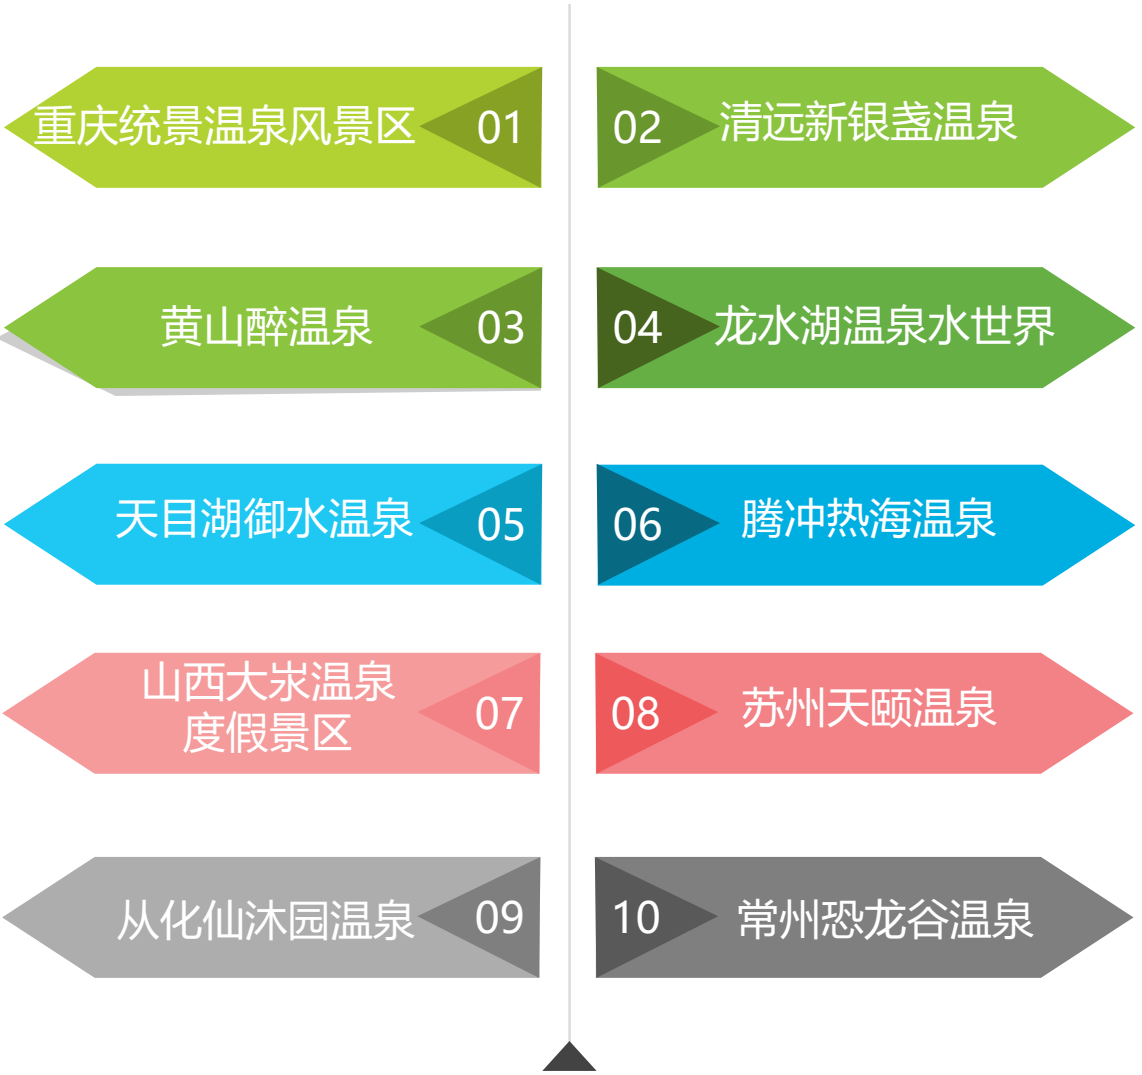 重庆统景温泉风景区
01
02
清远新银盏温泉
黄山醉温泉
03
04
龙水湖温泉水世界
天目湖御水温泉
05
06
腾冲热海温泉
山西大汖温泉
度假景区
07
08
苏州天颐温泉
从化仙沐园温泉
09
10
常州恐龙谷温泉